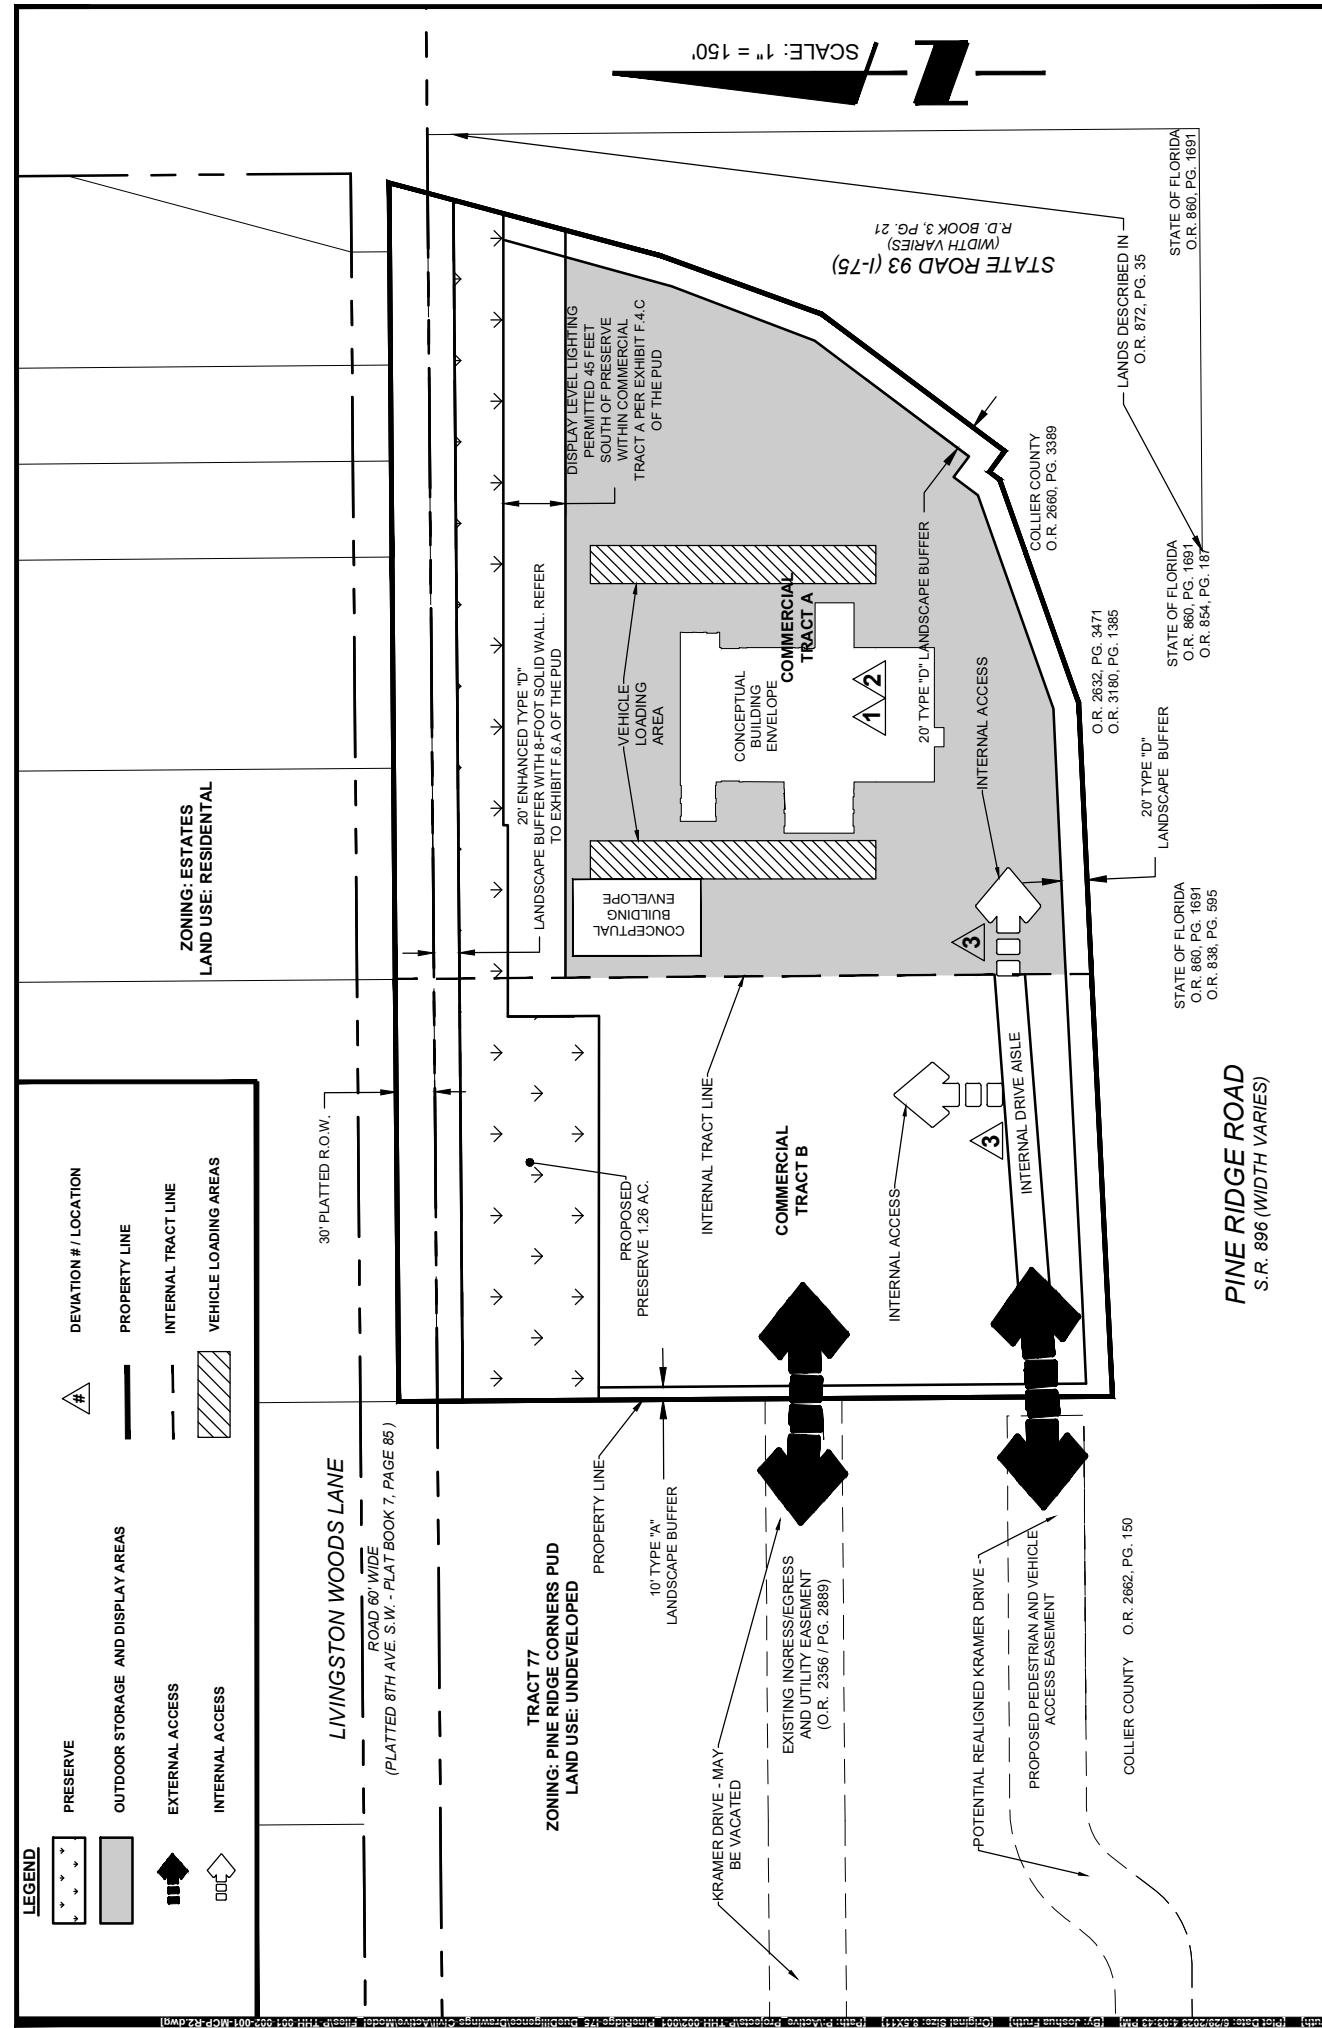 LEGEND
PRESERVE
OUTDOOR STORAGE AND DISPLAY AREAS
EXTERNAL ACCESS
INTERNAL ACCESS
#
DEVIATION # / LOCATION
PROPERTY LINE
INTERNAL TRACT LINE
VEHICLE LOADING AREAS
ZONING: ESTATES
LAND USE: RESIDENTAL
SCALE: 1" = 150'
LIVINGSTON WOODS LANE
ROAD 60' WIDE
(PLATTED 8TH AVE. S.W. - PLAT BOOK 7, PAGE 85)
30' PLATTED R.O.W.
20' ENHANCED TYPE "D"
LANDSCAPE BUFFER WITH 8-FOOT SOLID WALL. REFER
TO EXHIBIT F.6.A OF THE PUD
DISPLAY LEVEL LIGHTING
PERMITTED 45 FEET
SOUTH OF PRESERVE
WITHIN COMMERCIAL
TRACT A PER EXHIBIT F.4.C
OF THE PUD
TRACT 77
ZONING: PINE RIDGE CORNERS PUD
LAND USE: UNDEVELOPED
PROPERTY LINE
10' TYPE "A"
LANDSCAPE BUFFER
PROPOSED
PRESERVE 1.26 AC.
INTERNAL TRACT LINE
CONCEPTUAL
BUILDING
ENVELOPE
VEHICLE
LOADING
AREA
CONCEPTUAL
BUILDING
ENVELOPE
COMMERCIAL
TRACT A
1
2
STATE ROAD 93 (I-75)
(WIDTH VARIES)
R.D. BOOK 3, PG. 21
KRAMER DRIVE - MAY
BE VACATED
EXISTING INGRESS/EGRESS
AND UTILITY EASEMENT
(O.R. 2356 / PG. 2889)
COMMERCIAL
TRACT B
INTERNAL ACCESS
3
3
INTERNAL DRIVE AISLE
INTERNAL ACCESS
20' TYPE "D" LANDSCAPE BUFFER
COLLIER COUNTY
O.R. 2660, PG. 3389
POTENTIAL REALIGNED KRAMER DRIVE -
PROPOSED PEDESTRIAN AND VEHICLE
ACCESS EASEMENT
COLLIER COUNTY O.R. 2662, PG. 150
O.R. 2632, PG. 3471
O.R. 3180, PG. 1385
20' TYPE "D"
LANDSCAPE BUFFER
LANDS DESCRIBED IN
O.R. 872, PG. 35
STATE OF FLORIDA
O.R. 860, PG. 1691
O.R. 838, PG. 595
STATE OF FLORIDA
O.R. 860, PG. 1691
O.R. 854, PG. 187
STATE OF FLORIDA
O.R. 860, PG. 1691
PINE RIDGE ROAD
S.R. 896 (WIDTH VARIES)